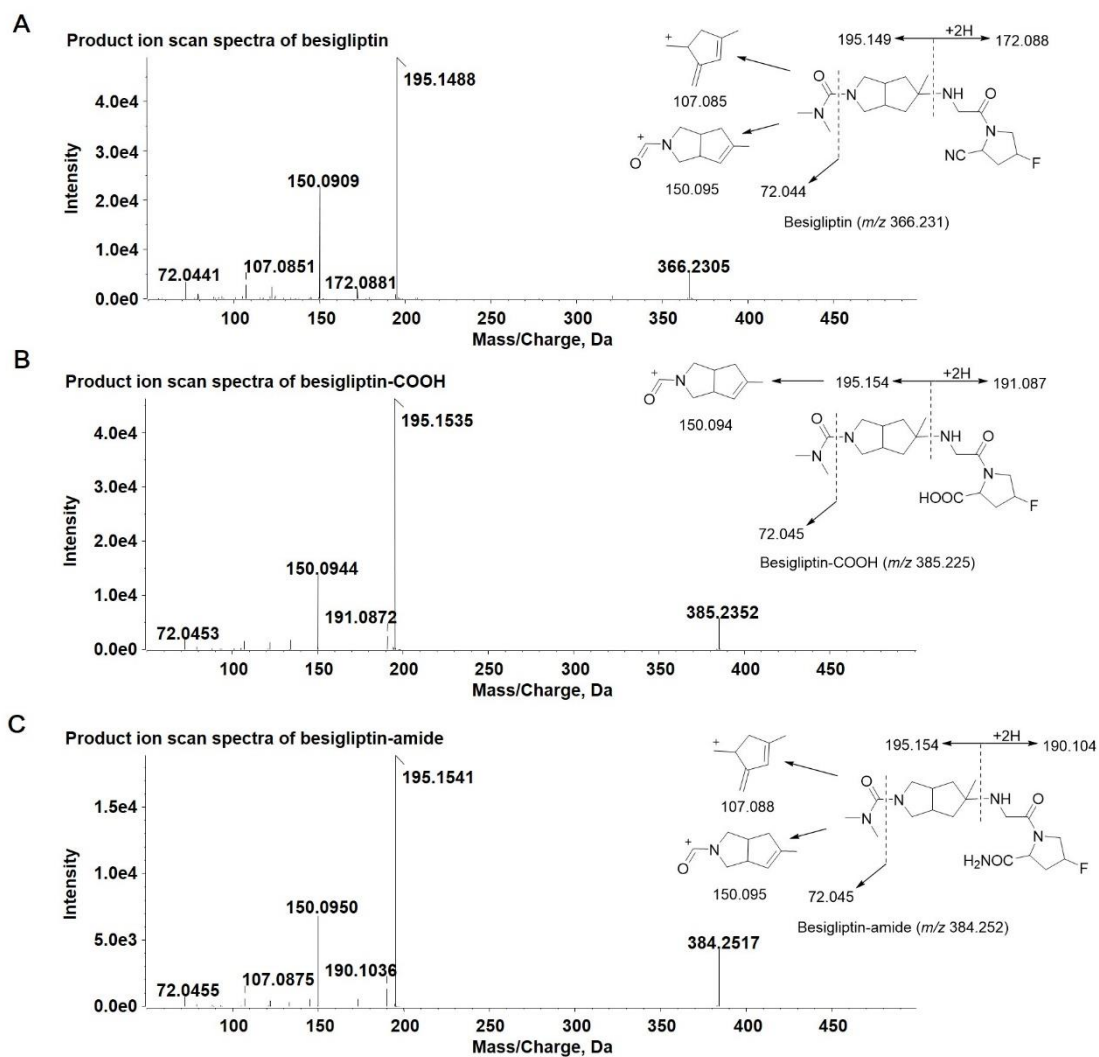 A
Product ion scan spectra of besigliptin
195.1488
4.0e4
3.0e4
150.0909
2.0e4
1.0e4
72.0441
107.0851
172.0881
366.2305
0.0e0
100
150
200
250
300
350
400
450
Intensity
Mass/Charge, Da
+
107.085
+
O
N
150.095
195.149
+2H
172.088
O
N
N
NH
O
N
NC
F
72.044
Besigliptin (m/z 366.231)
B
Product ion scan spectra of besigliptin-COOH
195.1535
4.0e4
3.0e4
2.0e4
150.0944
1.0e4
191.0872
72.0453
385.2352
0.0e0
100
150
200
250
300
350
400
450
Intensity
Mass/Charge, Da
+
O
N
150.094
195.154
+2H
191.087
O
N
N
NH
O
N
HOOC
F
72.045
Besigliptin-COOH (m/z 385.225)
C
Product ion scan spectra of besigliptin-amide
195.1541
1.5e4
1.0e4
150.0950
5.0e3
72.0455
107.0875
190.1036
384.2517
0.0e0
100
150
200
250
300
350
400
450
Intensity
Mass/Charge, Da
+
107.088
+
O
N
150.095
195.154
+2H
190.104
O
N
N
NH
O
N
H₂NOC
F
72.045
Besigliptin-amide (m/z 384.252)